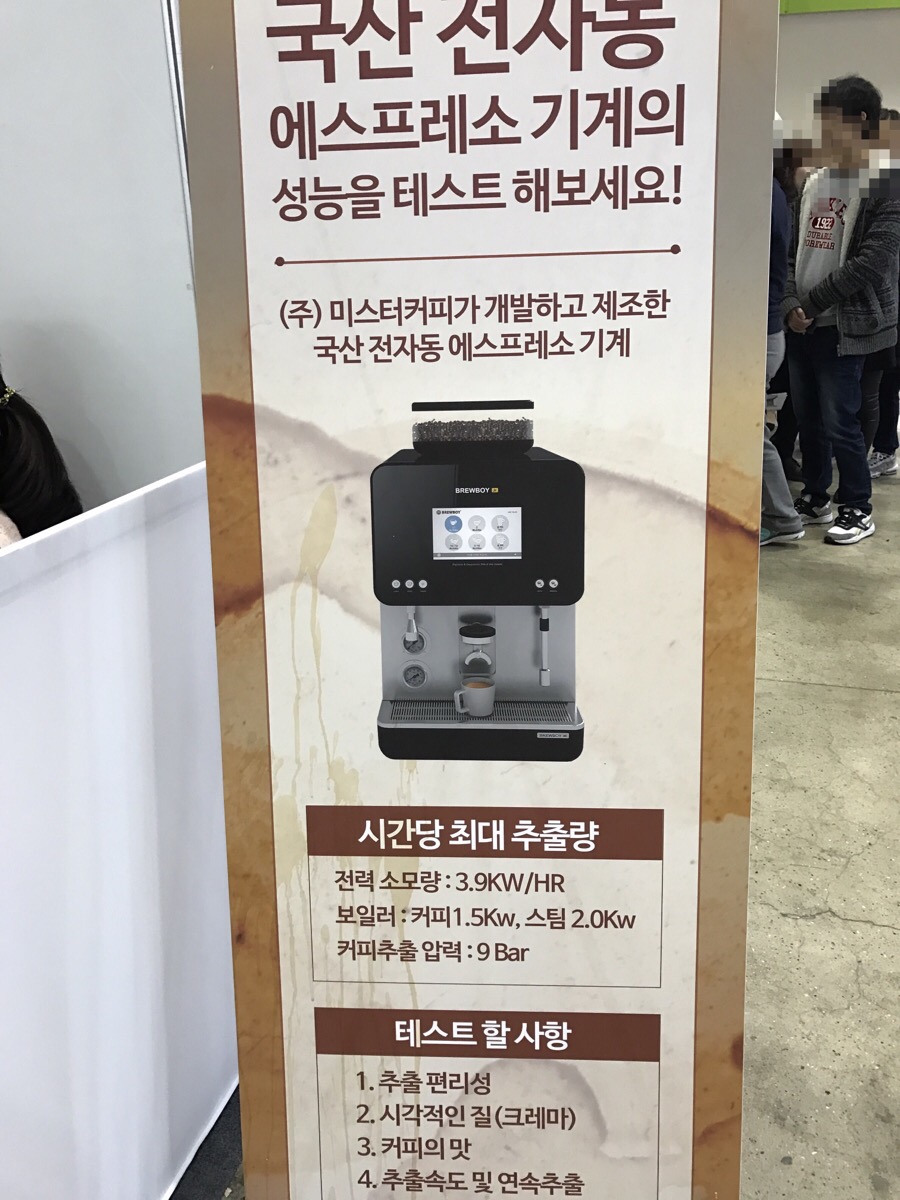 국산 전자동
에스프레소 기계의
성능을 테스트 해보세요!
(주) 미스터커피가 개발하고 제조한
국산 전자동 에스프레소 기계
BREWBOY
BREWBOY
시간당 최대 추출량
전력 소모량 : 3.9KW/HR
보일러 : 커피1.5Kw, 스팀 2.0Kw
커피추출 압력 : 9 Bar
테스트 할 사항
1. 추출 편리성
2. 시각적인 질 (크레마)
3. 커피의 맛
4. 추출속도 및 연속추출